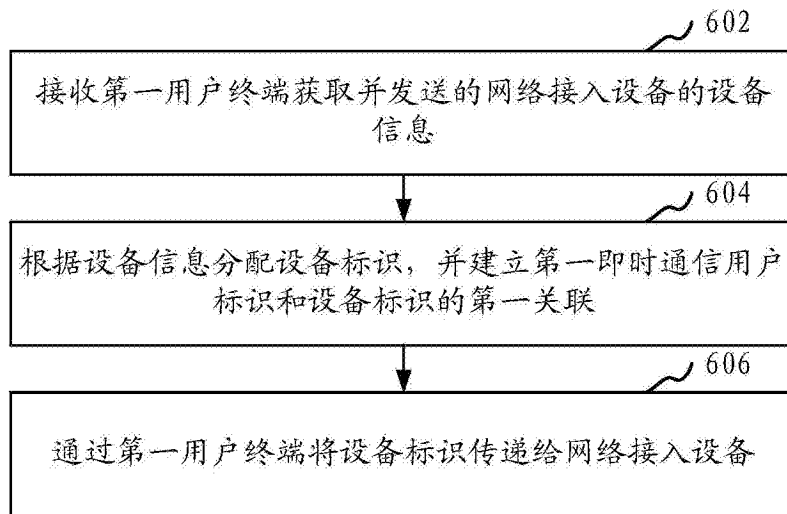 602
接收第一用户终端获取并发送的网络接入设备的设备
信息
604
根据设备信息分配设备标识，并建立第一即时通信用户
标识和设备标识的第一关联
606
通过第一用户终端将设备标识传递给网络接入设备